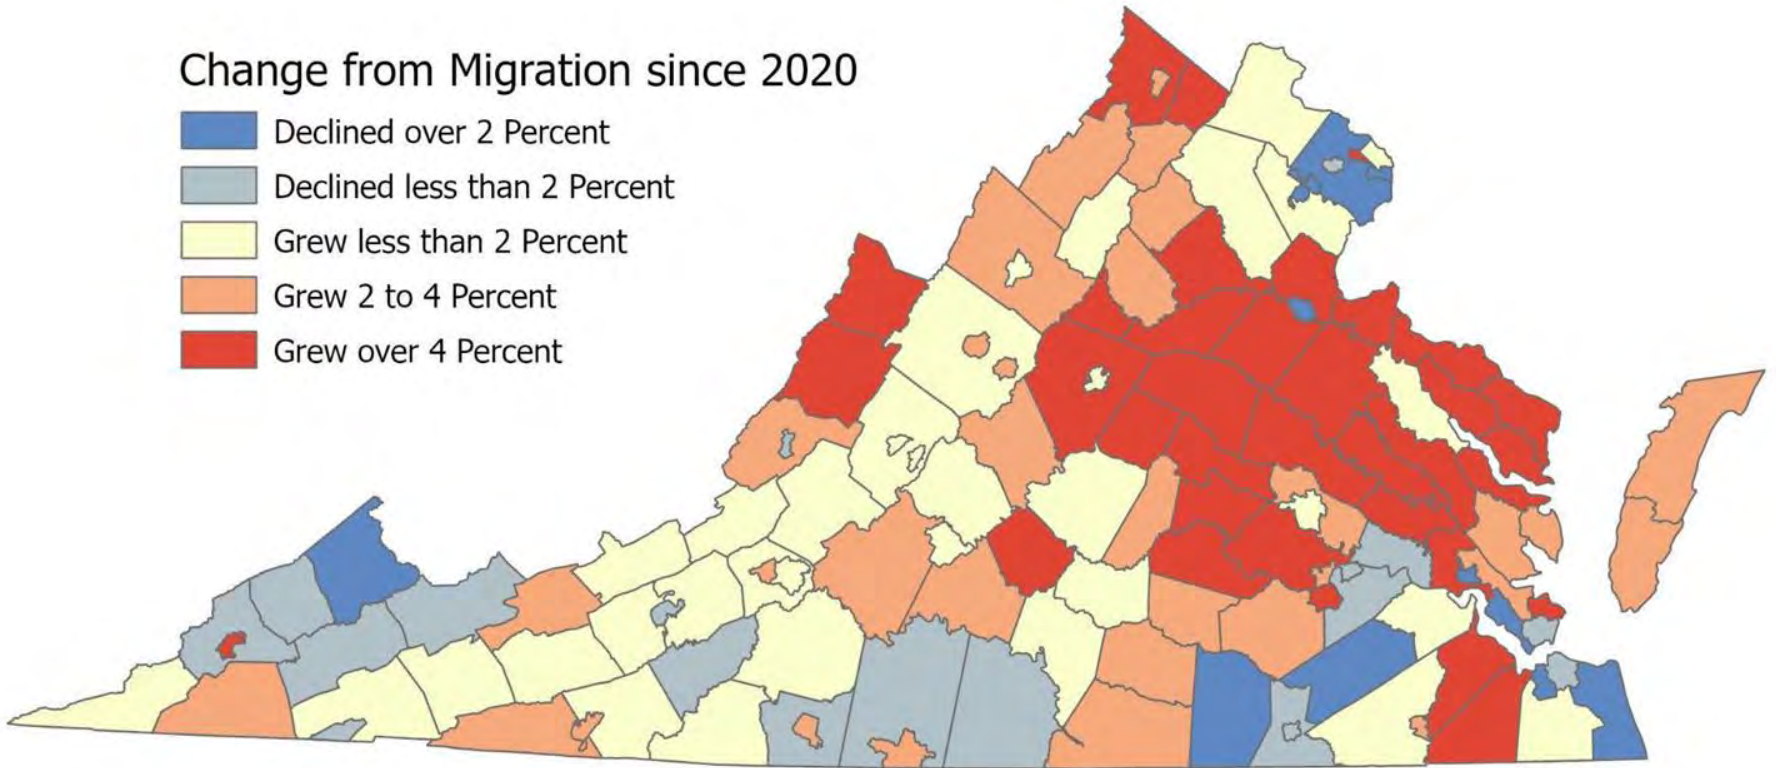 Change from Migration since 2020
Declined over 2 Percent
Declined less than 2 Percent
Grew less than 2 Percent
Grew 2 to 4 Percent
Grew over 4 Percent